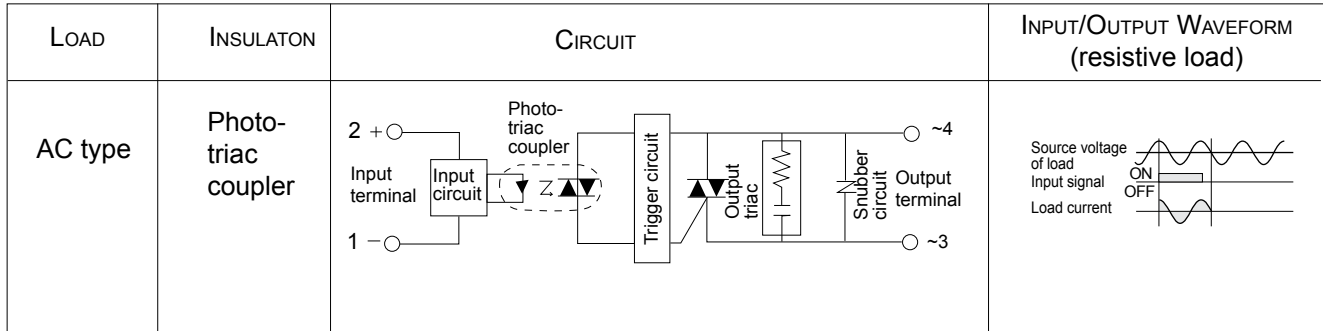 LOAD
INSULATON
CIRCUIT
INPUT/OUTPUT WAVEFORM
(resistive load)
AC type
Photo-
triac
coupler
2 +
Input
terminal
1 −
Input
circuit
Photo-
triac
coupler
Trigger circuit
Output
triac
Snubber
circuit
~4
Output
terminal
~3
Source voltage
of load
Input signal
ON
OFF
Load current